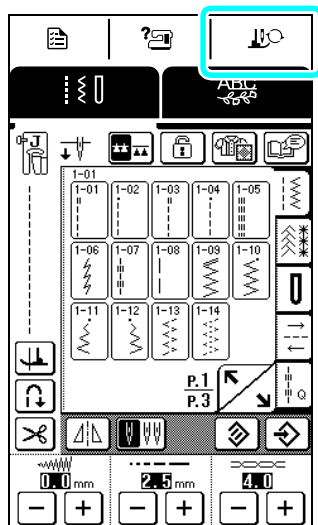 ?
ABC
J
1-01
1-01 1-02 1-03 1-04 1-05
1-06 1-07 1-08 1-09 1-10
1-11 1-12 1-13 1-14
P.1
P.3
Q
0.0 mm 2.5 mm 4.0
− + − + − +